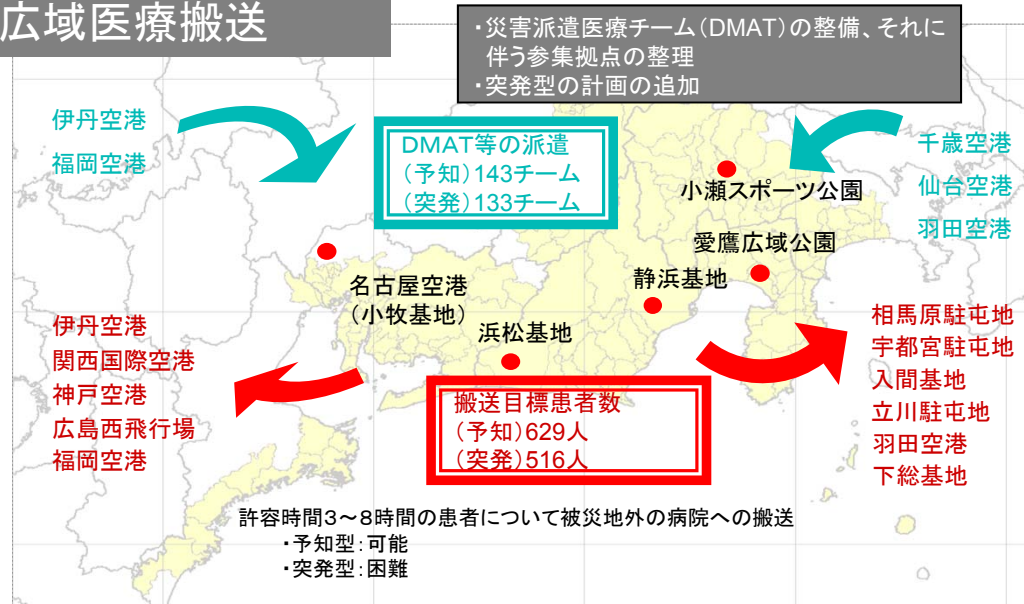 広域医療搬送
・災害派遣医療チーム(DMAT)の整備、それに
伴う参集拠点の整理
・突発型の計画の追加
伊丹空港
福岡空港
DMAT等の派遣
(予知)143チーム
(突発)133チーム
千歳空港
仙台空港
羽田空港
小瀬スポーツ公園
愛鷹広域公園
静浜基地
名古屋空港
(小牧基地)
浜松基地
伊丹空港
関西国際空港
神戸空港
広島西飛行場
福岡空港
搬送目標患者数
(予知)629人
(突発)516人
相馬原駐屯地
宇都宮駐屯地
入間基地
立川駐屯地
羽田空港
下総基地
許容時間3~8時間の患者について被災地外の病院への搬送
・予知型:可能
・突発型:困難